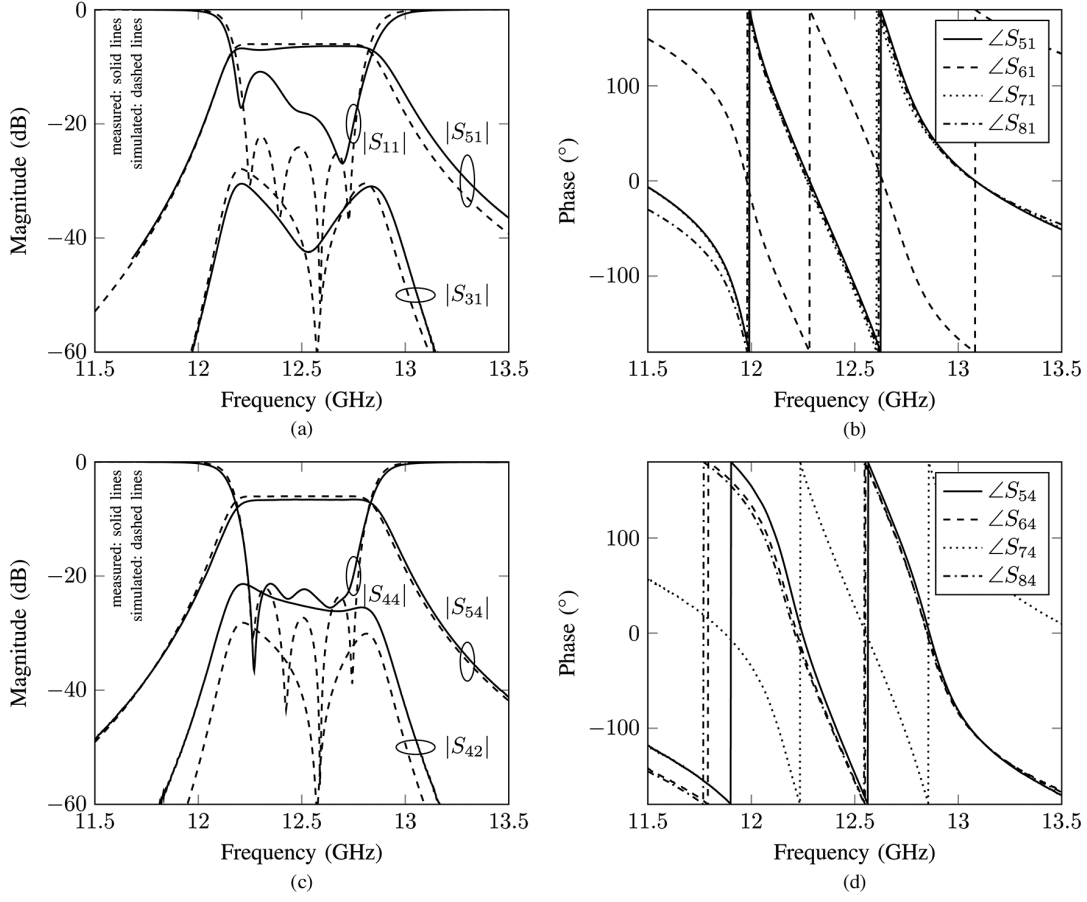 0
−20
−40
−60
Magnitude (dB)
measured: solid lines
simulated: dashed lines
|S11|
|S51|
|S31|
11.5 12 12.5 13 13.5
Frequency (GHz)
(a)
100
0
−100
Phase (°)
∠S51
∠S61
∠S71
∠S81
11.5 12 12.5 13 13.5
Frequency (GHz)
(b)
0
−20
−40
−60
Magnitude (dB)
measured: solid lines
simulated: dashed lines
|S44|
|S54|
|S42|
11.5 12 12.5 13 13.5
Frequency (GHz)
(c)
100
0
−100
Phase (°)
∠S54
∠S64
∠S74
∠S84
11.5 12 12.5 13 13.5
Frequency (GHz)
(d)